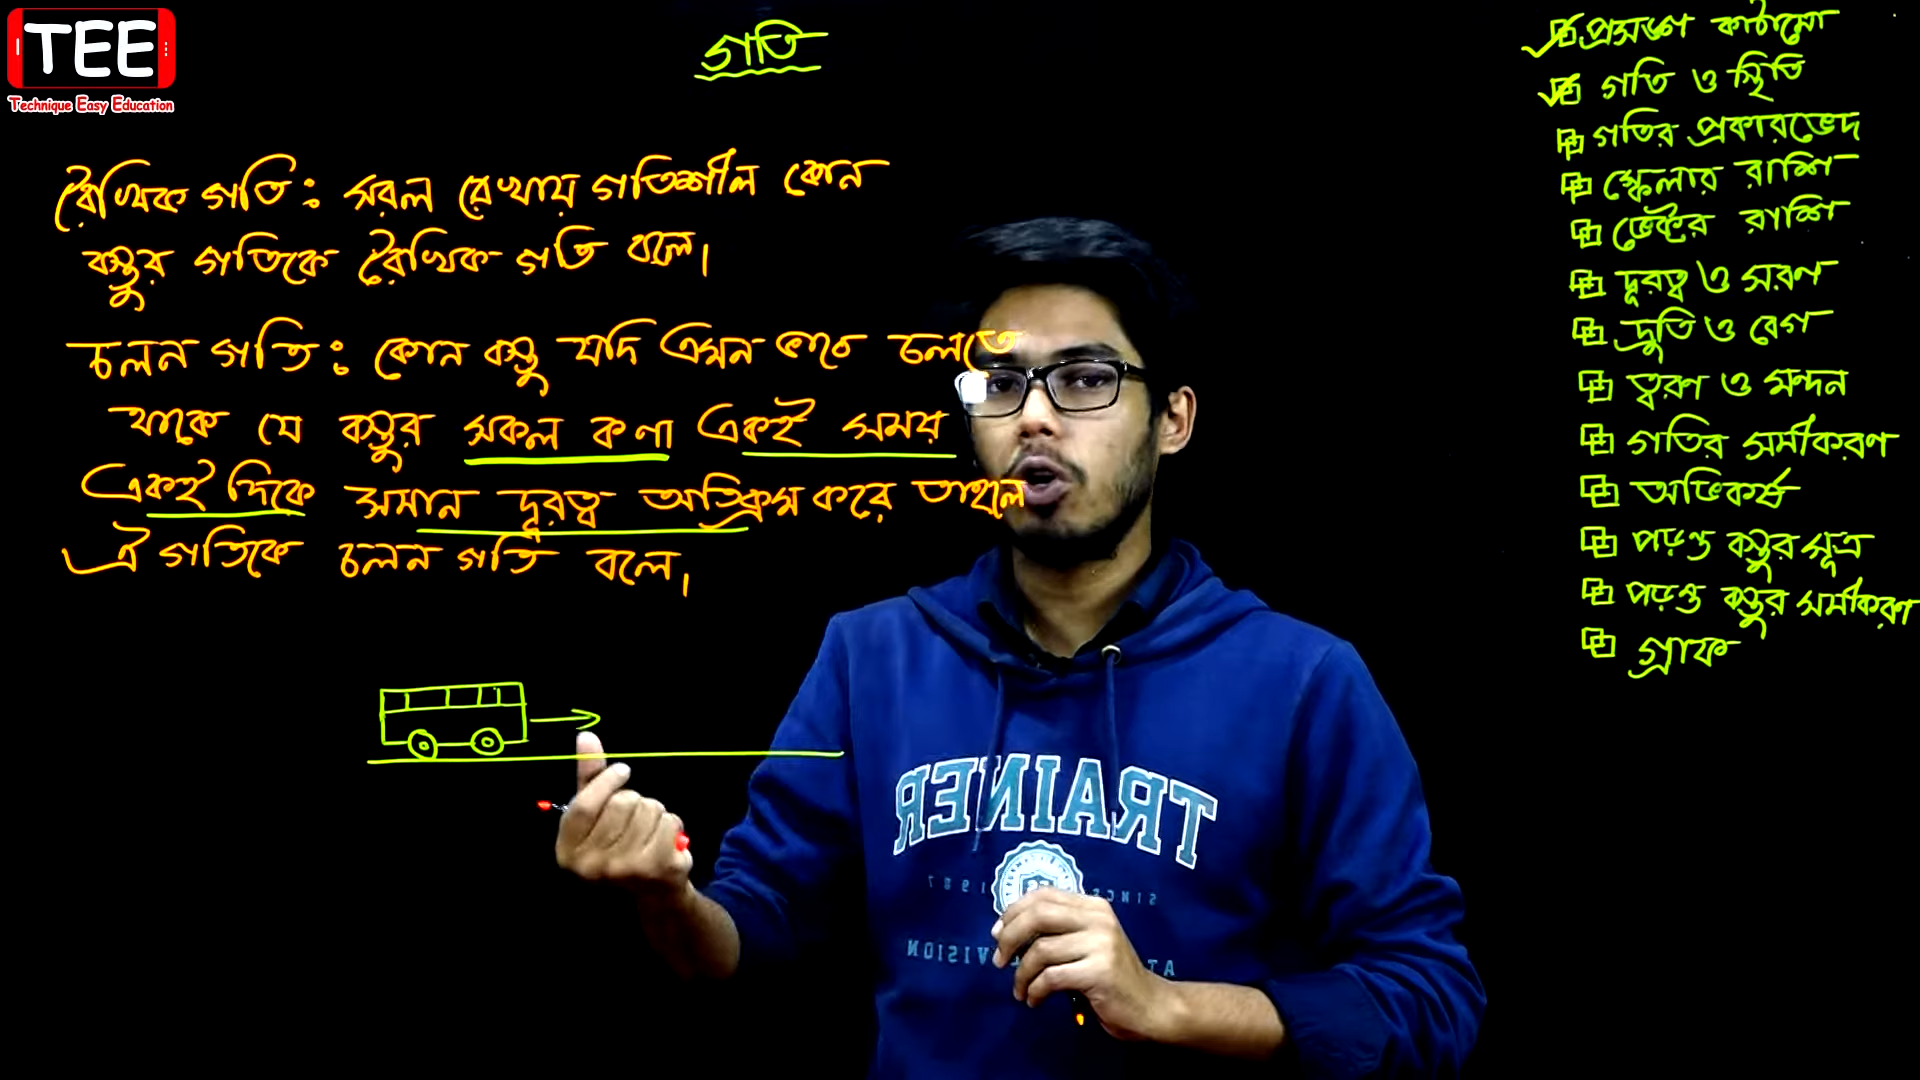 TEE
Technique Easy Education
গতি
রৈখিক গতি: সরল রেখায় গতিশীল কোন
বস্তুর গতিকে রৈখিক গতি বলে।
চলন গতি: কোন বস্তু যদি এমন ভাবে চলতে
থাকে যে বস্তুর সকল কণা একই সময়
একই দিকে সমান দূরত্ব অতিক্রম করে তাহলে
ঐ গতিকে চলন গতি বলে।
প্রসঙ্গ কাঠামো
গতি ও স্থিতি
গতির প্রকারভেদ
স্কেলার রাশি
ভেক্টর রাশি
দূরত্ব ও সরণ
দ্রুতি ও বেগ
ত্বরণ ও মন্দন
গতির সমীকরণ
অভিকর্ষ
পড়ন্ত বস্তুর সূত্র
পড়ন্ত বস্তুর সমীকরণ
গ্রাফ
TRAINER